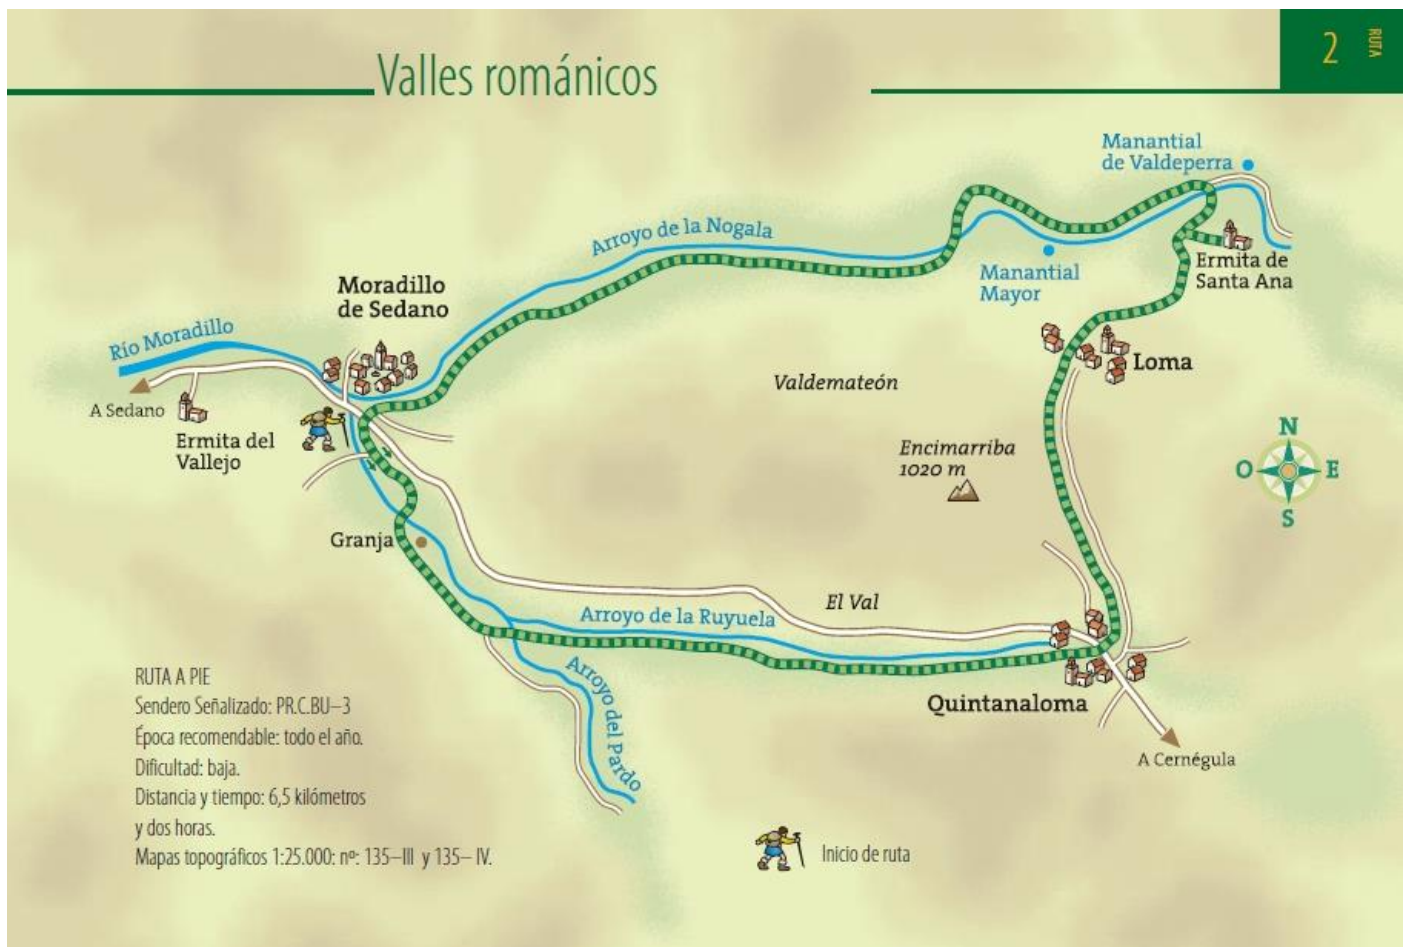 Valles románicos
2
RUTA
Manantial
de Valdeperra
Arroyo de la Nogala
Ermita de
Santa Ana
Manantial
Mayor
Moradillo
de Sedano
Río Moradillo
Loma
Valdemateón
A Sedano
Ermita del
Vallejo
Encimarriba
1020 m
N
O
E
S
Granja
El Val
Arroyo de la Ruyuela
Arroyo del Pardo
Quintanaloma
A Cernégula
RUTA A PIE
Sendero Señalizado: PR.C.BU–3
Época recomendable: todo el año.
Dificultad: baja.
Distancia y tiempo: 6,5 kilómetros
y dos horas.
Mapas topográficos 1:25.000: nº: 135–III y 135– IV.
Inicio de ruta